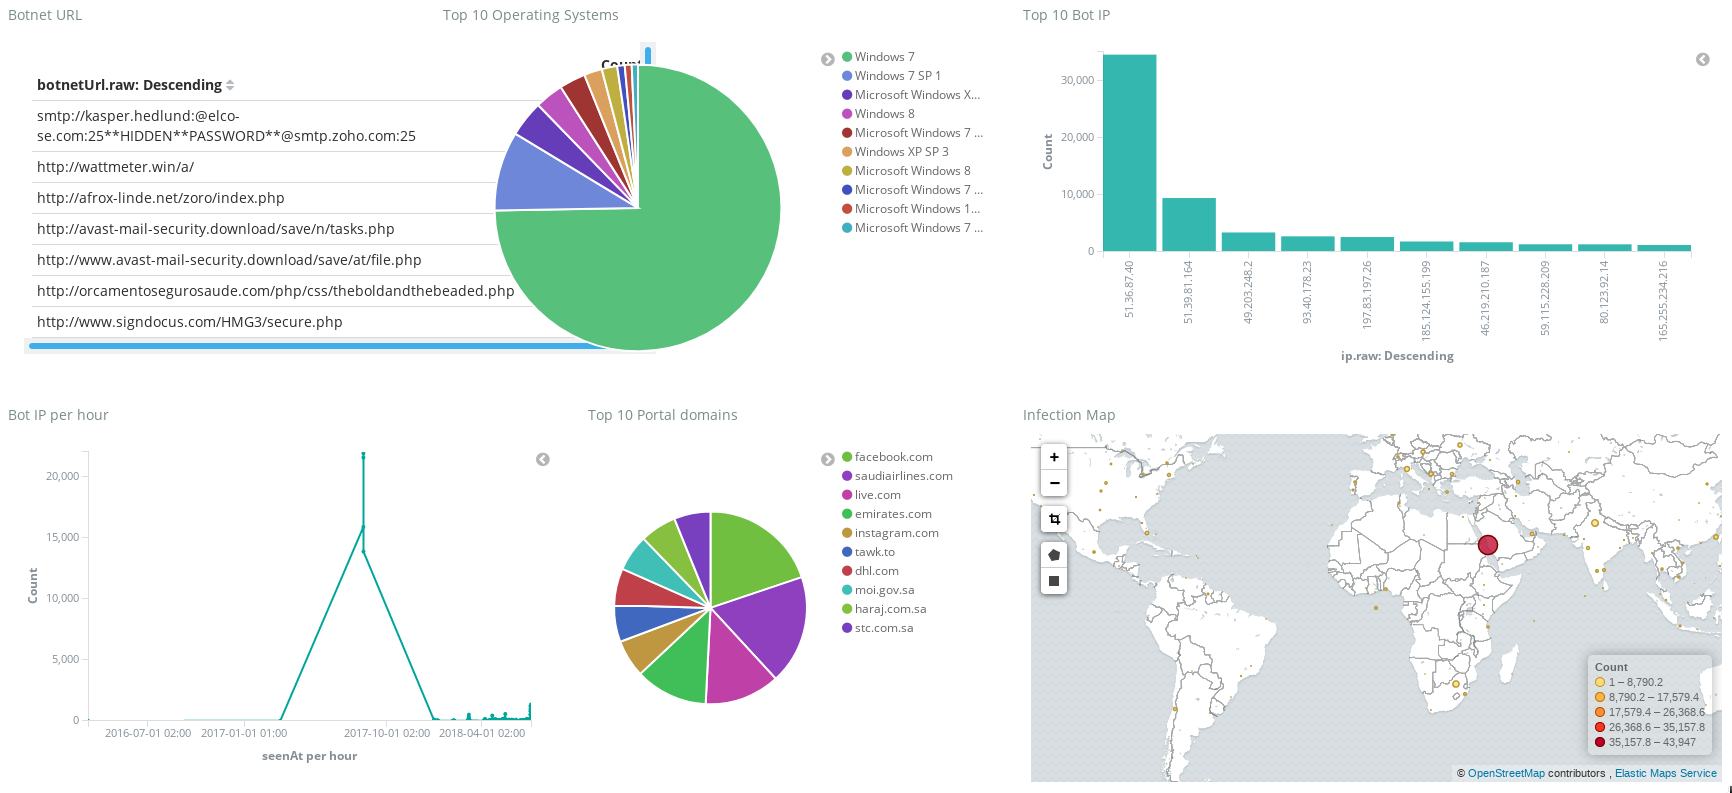 Botnet URL
botnetUrl.raw: Descending
smtp://kasper.hedlund:@elco-
se.com:25**HIDDEN**PASSWORD**@smtp.zoho.com:25
http://wattmeter.win/a/
http://afrox-linde.net/zoro/index.php
http://avast-mail-security.download/save/n/tasks.php
http://www.avast-mail-security.download/save/at/file.php
http://orcamentosegurosaude.com/php/css/theboldandthebeaded.php
http://www.signdocus.com/HMG3/secure.php
Top 10 Operating Systems
Count
Windows 7
Windows 7 SP 1
Microsoft Windows X...
Windows 8
Microsoft Windows 7 ...
Windows XP SP 3
Microsoft Windows 8
Microsoft Windows 7 ...
Microsoft Windows 1...
Microsoft Windows 7 ...
Top 10 Bot IP
Count
30,000
20,000
10,000
0
51.36.87.40
51.39.81.164
49.203.248.2
93.40.178.23
197.83.197.26
185.124.155.199
46.219.210.187
59.115.228.209
80.123.92.14
165.255.234.216
ip.raw: Descending
Bot IP per hour
Count
20,000
15,000
10,000
5,000
0
2016-07-01 02:00
2017-01-01 01:00
2017-10-01 02:00
2018-04-01 02:00
seenAt per hour
Top 10 Portal domains
facebook.com
saudiairlines.com
live.com
emirates.com
instagram.com
tawk.to
dhl.com
moi.gov.sa
haraj.com.sa
stc.com.sa
Infection Map
+
−
Count
1 – 8,790.2
8,790.2 – 17,579.4
17,579.4 – 26,368.6
26,368.6 – 35,157.8
35,157.8 – 43,947
© OpenStreetMap contributors , Elastic Maps Service